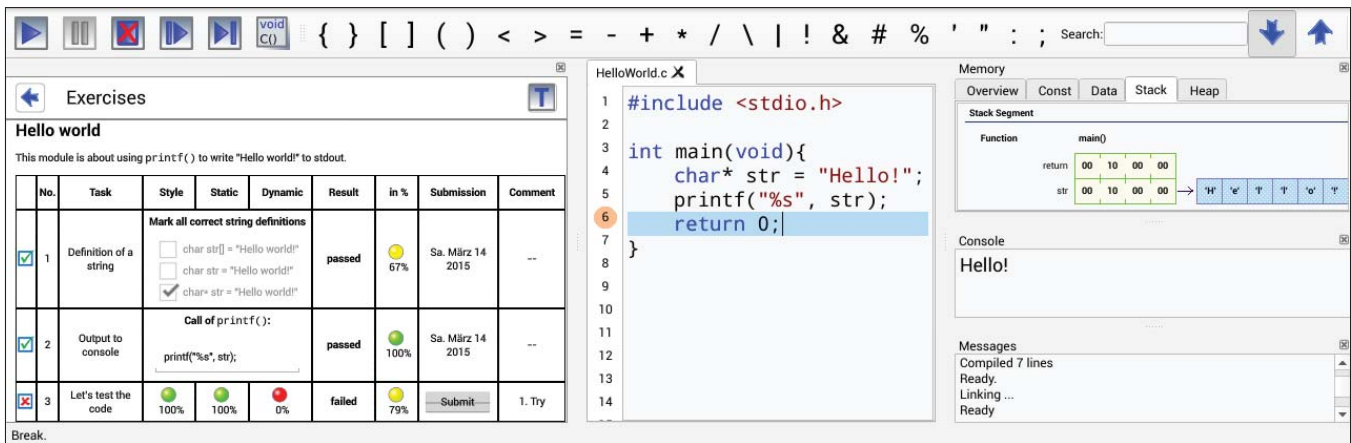 void
C()
{ } [ ] ( ) < > = - + * / \ | ! & # % ' " : ; Search:
Exercises
T
Hello world
This module is about using printf() to write "Hello world!" to stdout.
No. Task Style Static Dynamic Result in % Submission Comment
1 Definition of a string
Mark all correct string definitions
char str[] = "Hello world!"
char str = "Hello world!"
char* str = "Hello world!"
passed 67% Sa. März 14 2015 --
2 Output to console
Call of printf():
printf("%s", str);
passed 100% Sa. März 14 2015 --
3 Let's test the code 100% 100% 0% failed 79% Submit 1. Try
Break.
HelloWorld.c
1 #include <stdio.h>
2
3 int main(void){
4 char* str = "Hello!";
5 printf("%s", str);
6 return 0;
7 }
8
9
10
11
12
13
14
Memory
Overview Const Data Stack Heap
Stack Segment
Function main()
return 00 10 00 00
str 00 10 00 00 'H' 'e' 'l' 'l' 'o' '!'
Console
Hello!
Messages
Compiled 7 lines
Ready.
Linking ...
Ready